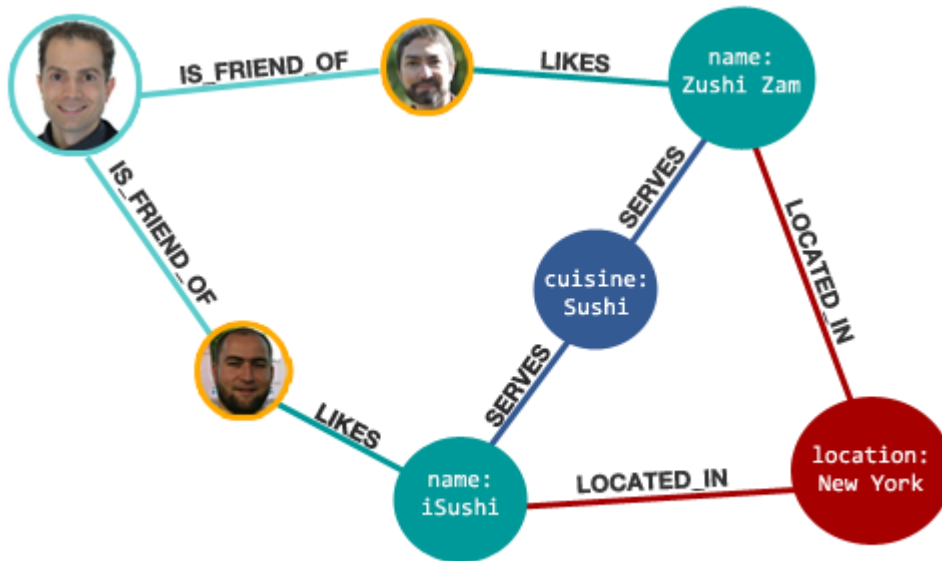 IS_FRIEND_OF
LIKES
name:
Zushi Zam
IS_FRIEND_OF
SERVES
LOCATED_IN
cuisine:
Sushi
SERVES
LIKES
name:
iSushi
LOCATED_IN
location:
New York